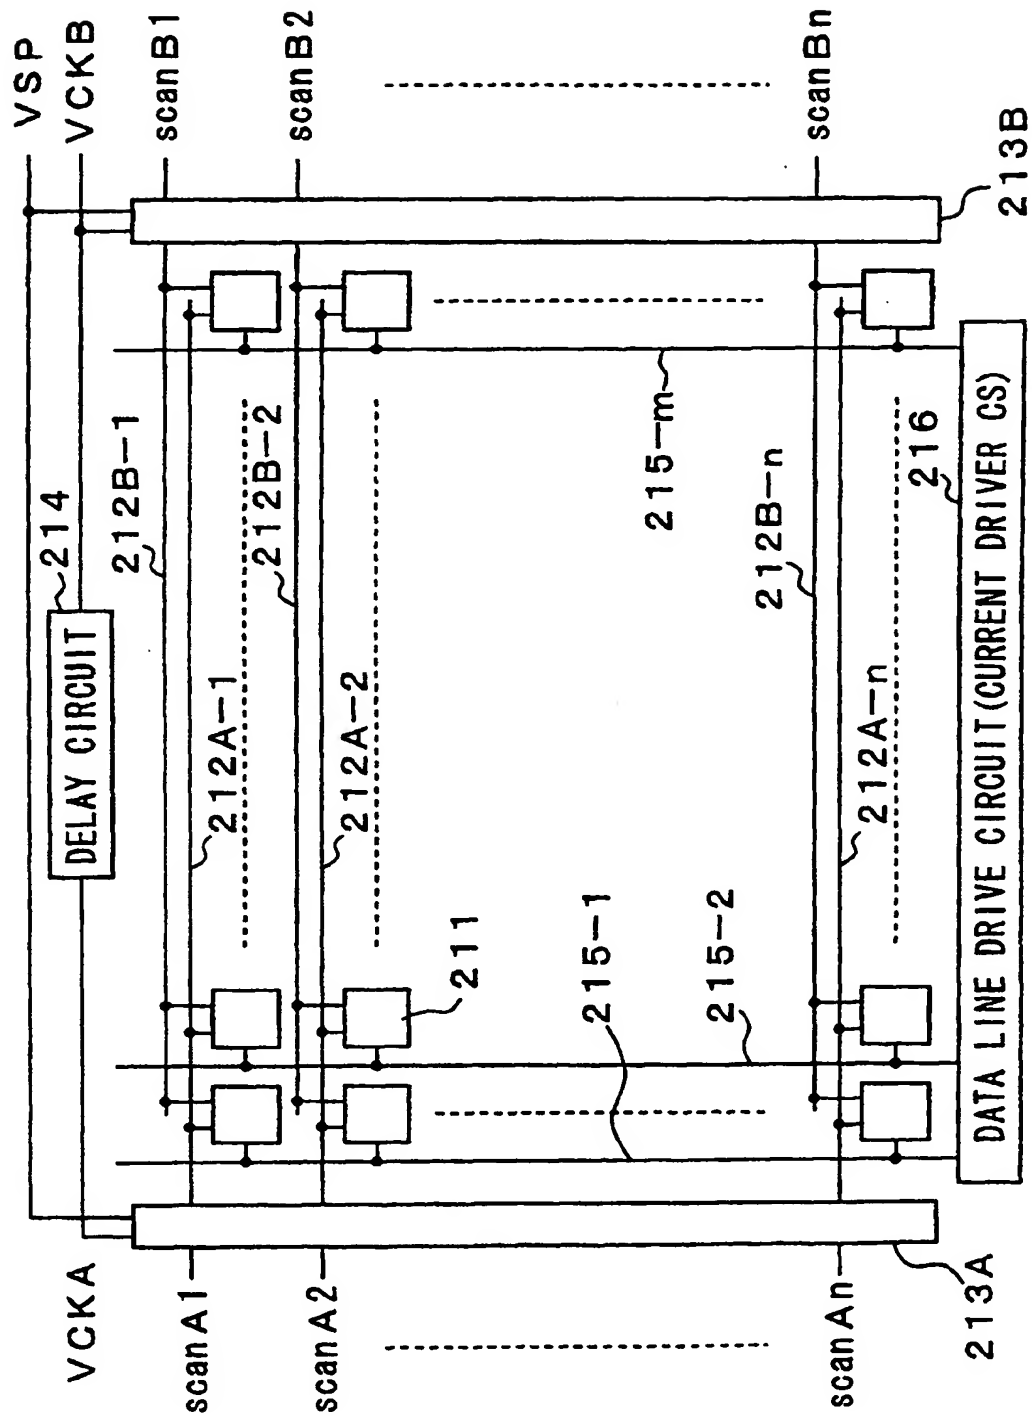 VSP
VCKB
VCKA
214
DELAY CIRCUIT
212B-1
scanB1
scanA1
212A-1
212B-2
scanB2
scanA2
212A-2
211
215-1
215-2
215-m
212B-n
scanBn
scanAn
212A-n
216
213A
213B
DATA LINE DRIVE CIRCUIT(CURRENT DRIVER CS)